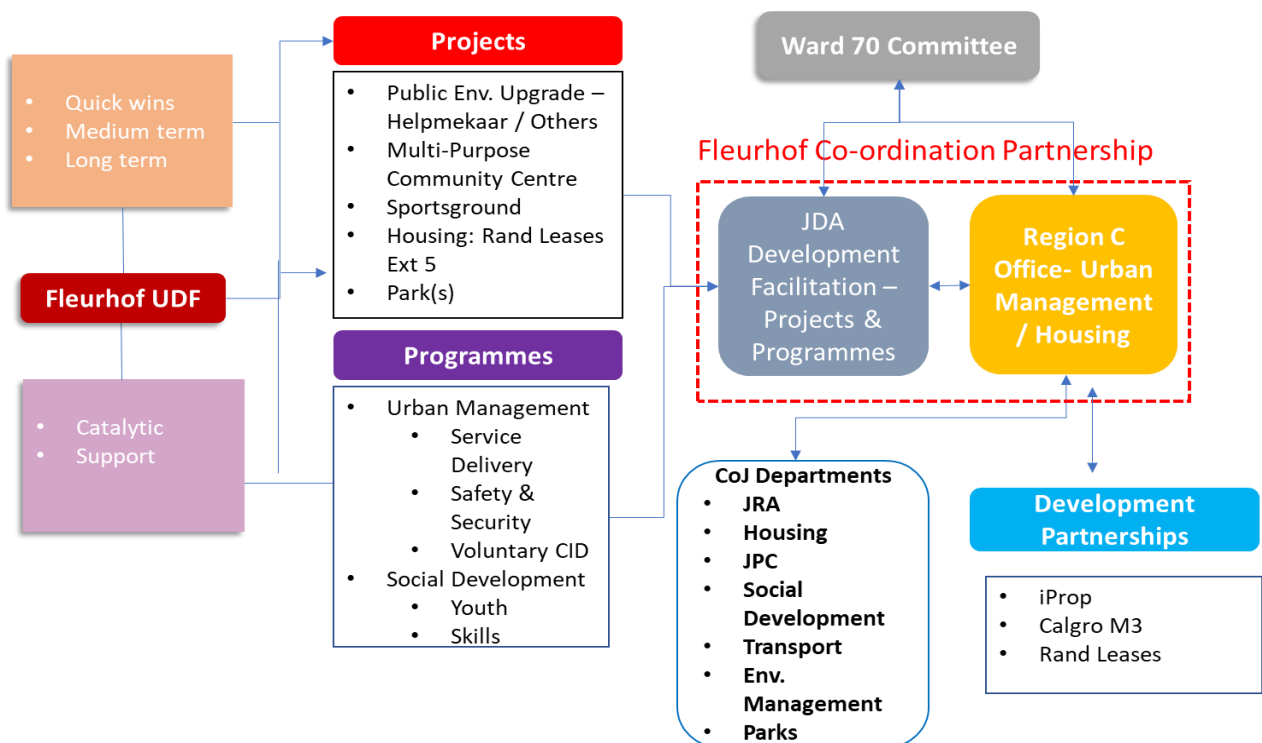 Projects
Ward 70 Committee
Quick wins
Medium term
Long term
Public Env. Upgrade –
Helpmekaar / Others
Multi-Purpose
Community Centre
Sportsground
Housing: Rand Leases
Ext 5
Park(s)
Fleurhof UDF
Catalytic
Support
Programmes
Urban Management
Service
Delivery
Safety &
Security
Voluntary CID
Social Development
Youth
Skills
Fleurhof Co-ordination Partnership
JDA
Development
Facilitation –
Projects &
Programmes
Region C
Office- Urban
Management
/ Housing
CoJ Departments
JRA
Housing
JPC
Social
Development
Transport
Env.
Management
Parks
Development
Partnerships
iProp
Calgro M3
Rand Leases